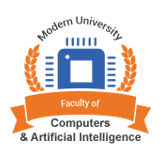 Modern University
Faculty of
Computers
& Artificial Intelligence